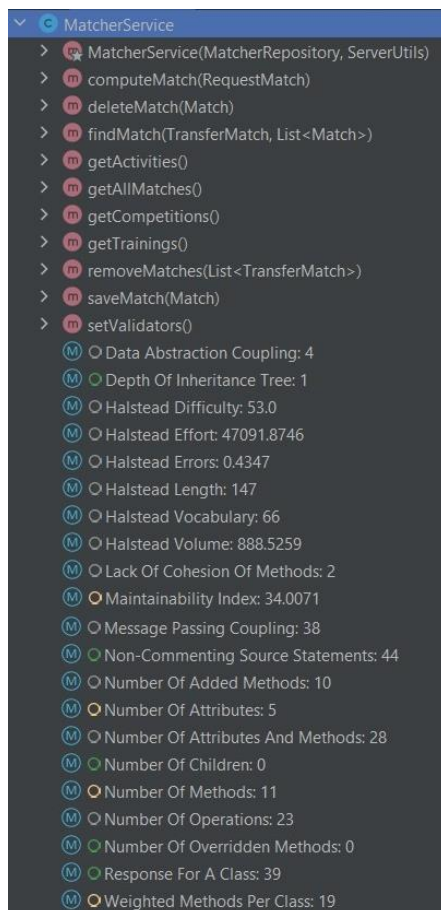 MatcherService
MatcherService(MatcherRepository, ServerUtils)
computeMatch(RequestMatch)
deleteMatch(Match)
findMatch(TransferMatch, List<Match>)
getActivities()
getAllMatches()
getCompetitions()
getTrainings()
removeMatches(List<TransferMatch>)
saveMatch(Match)
setValidators()
Data Abstraction Coupling: 4
Depth Of Inheritance Tree: 1
Halstead Difficulty: 53.0
Halstead Effort: 47091.8746
Halstead Errors: 0.4347
Halstead Length: 147
Halstead Vocabulary: 66
Halstead Volume: 888.5259
Lack Of Cohesion Of Methods: 2
Maintainability Index: 34.0071
Message Passing Coupling: 38
Non-Commenting Source Statements: 44
Number Of Added Methods: 10
Number Of Attributes: 5
Number Of Attributes And Methods: 28
Number Of Children: 0
Number Of Methods: 11
Number Of Operations: 23
Number Of Overridden Methods: 0
Response For A Class: 39
Weighted Methods Per Class: 19